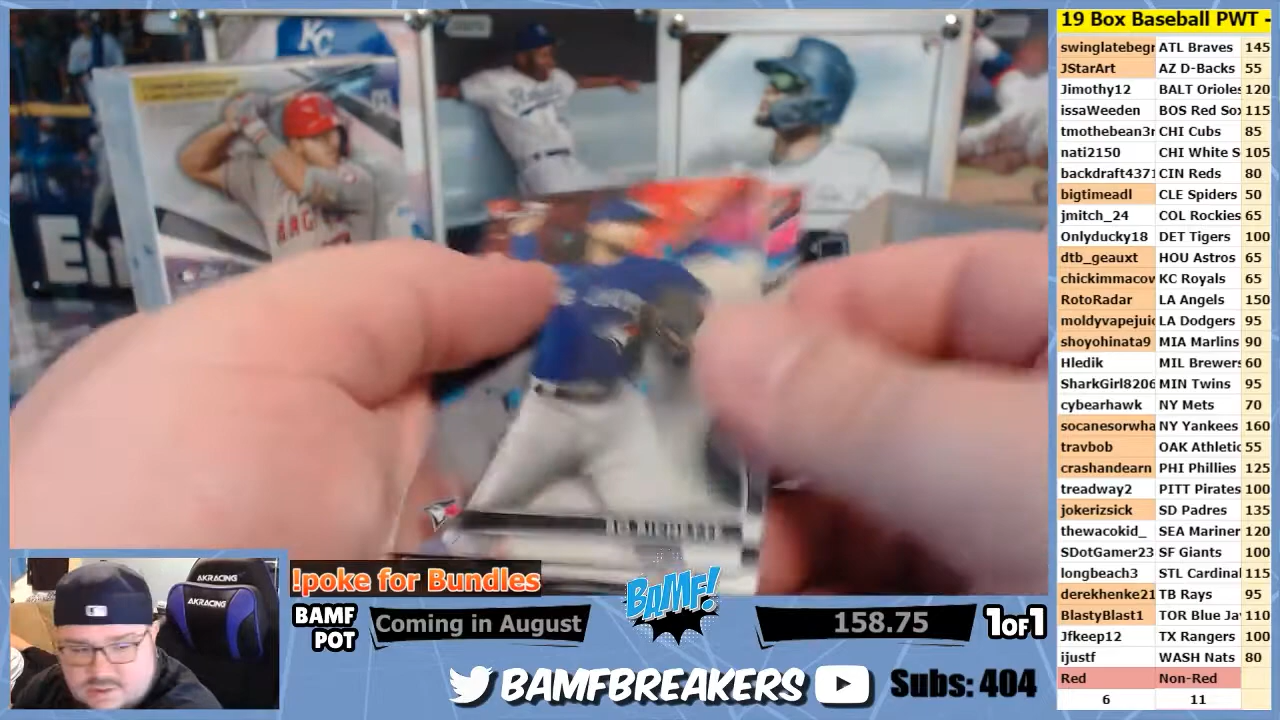 19 Box Baseball PWT -
swinglatebegr ATL Braves 145
JStarArt AZ D-Backs 55
Jimothy12 BALT Orioles 120
issaWeeden BOS Red Sox 115
tmothebean3r CHI Cubs 85
nati2150 CHI White S 105
backdraft4371 CIN Reds 80
bigtimeadl CLE Spiders 50
jmitch_24 COL Rockies 65
Onlyducky18 DET Tigers 100
dtb_geauxt HOU Astros 65
chickimmacow KC Royals 65
RotoRadar LA Angels 150
moldyvapejuic LA Dodgers 95
shoyohinata9 MIA Marlins 90
Hledik MIL Brewers 60
SharkGirl8206 MIN Twins 95
cybearhawk NY Mets 70
socanesorwha NY Yankees 160
travbob OAK Athletic 55
crashandearn PHI Phillies 125
treadway2 PITT Pirates 100
jokerizsick SD Padres 135
thewacokid_ SEA Mariner 120
SDotGamer23 SF Giants 100
longbeach3 STL Cardinal 115
derekhenke21 TB Rays 95
BlastyBlast1 TOR Blue Ja 110
Jfkeep12 TX Rangers 100
ijustf WASH Nats 80
Red Non-Red
6 11
KC
AKRACING
AKRACING
!poke for Bundles
BAMF
POT
Coming in August
BAMF!
158.75
1OF1
BAMFBREAKERS
Subs: 404